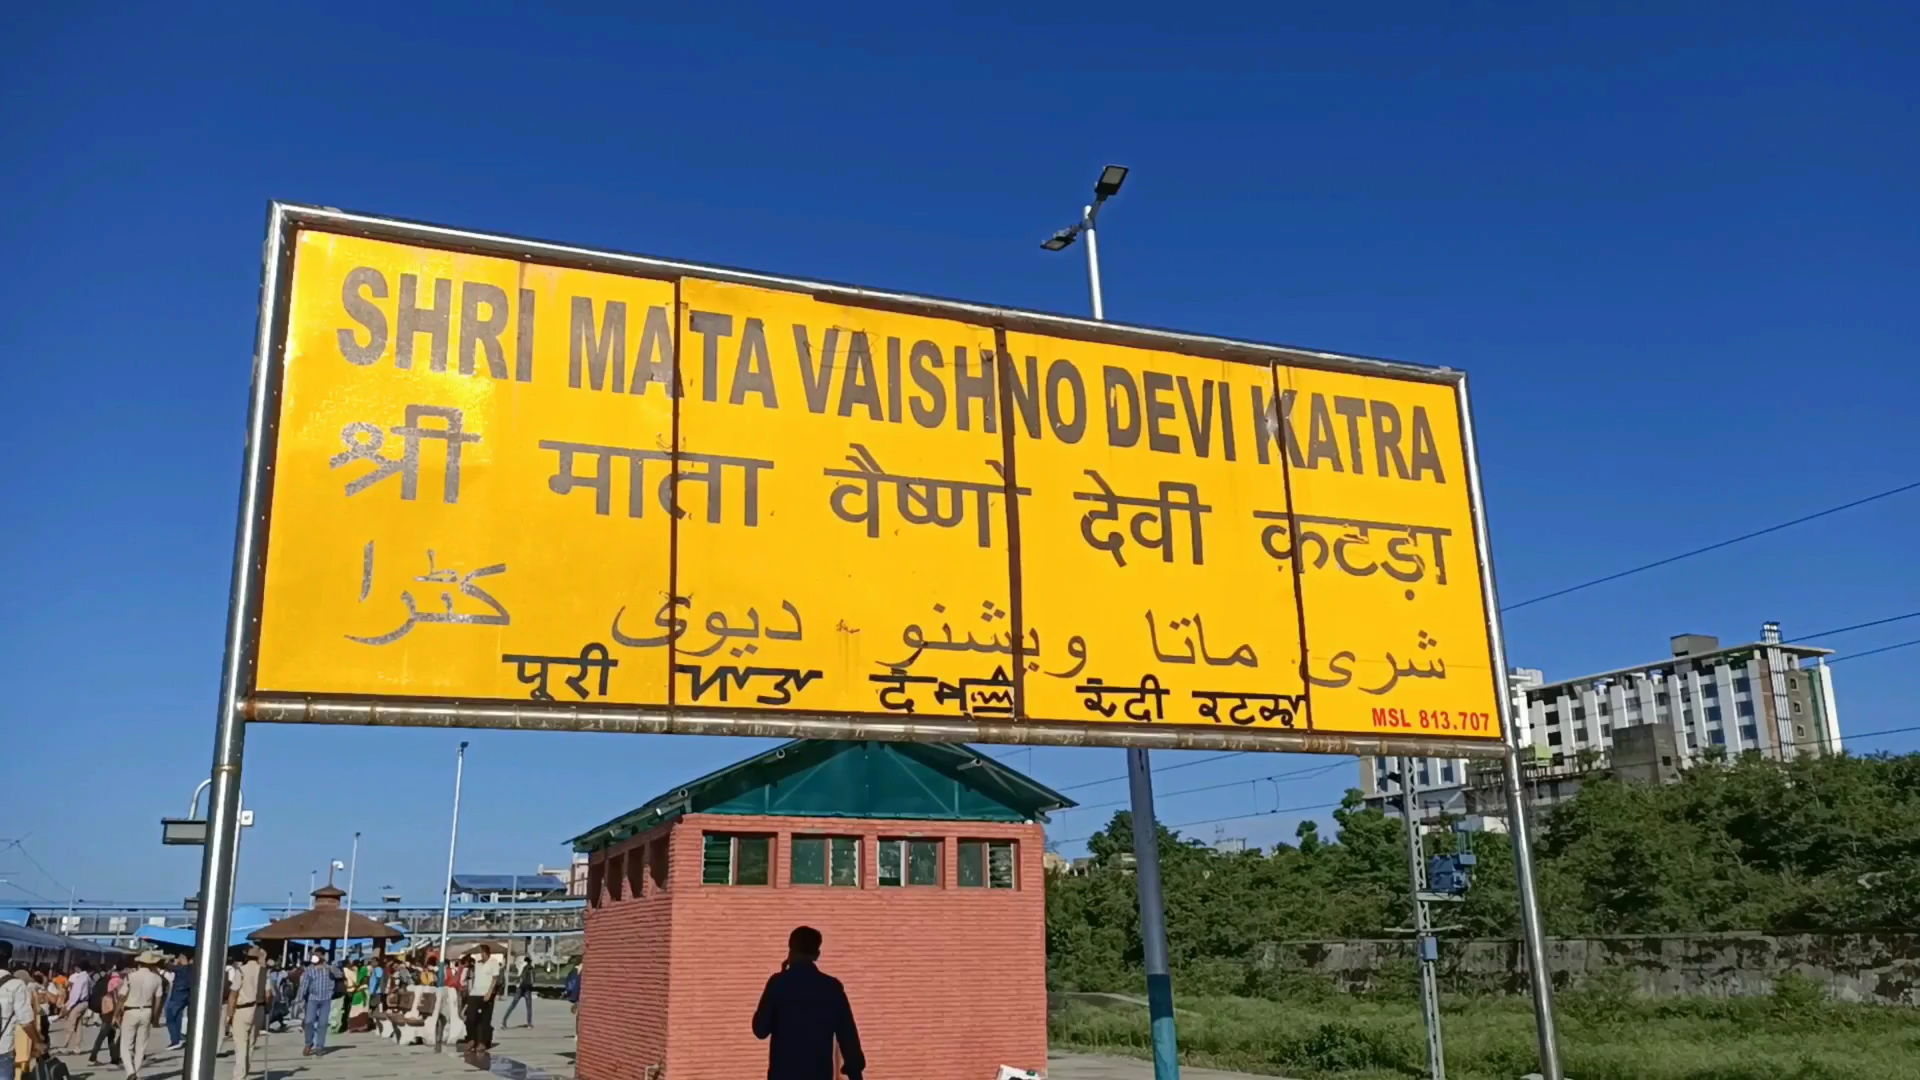 SHRI MATA VAISHNO DEVI KATRA
श्री माता वैष्णो देवी कटड़ा
شری ماتا ویشنو دیوی کٹرا
MSL 813.707